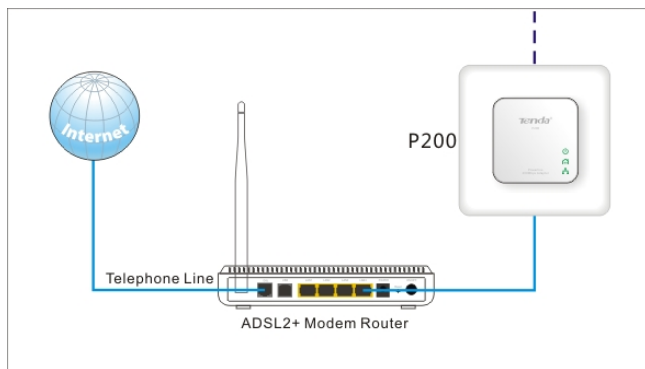 Internet
Tenda
P200
Telephone Line
ADSL2+ Modem Router